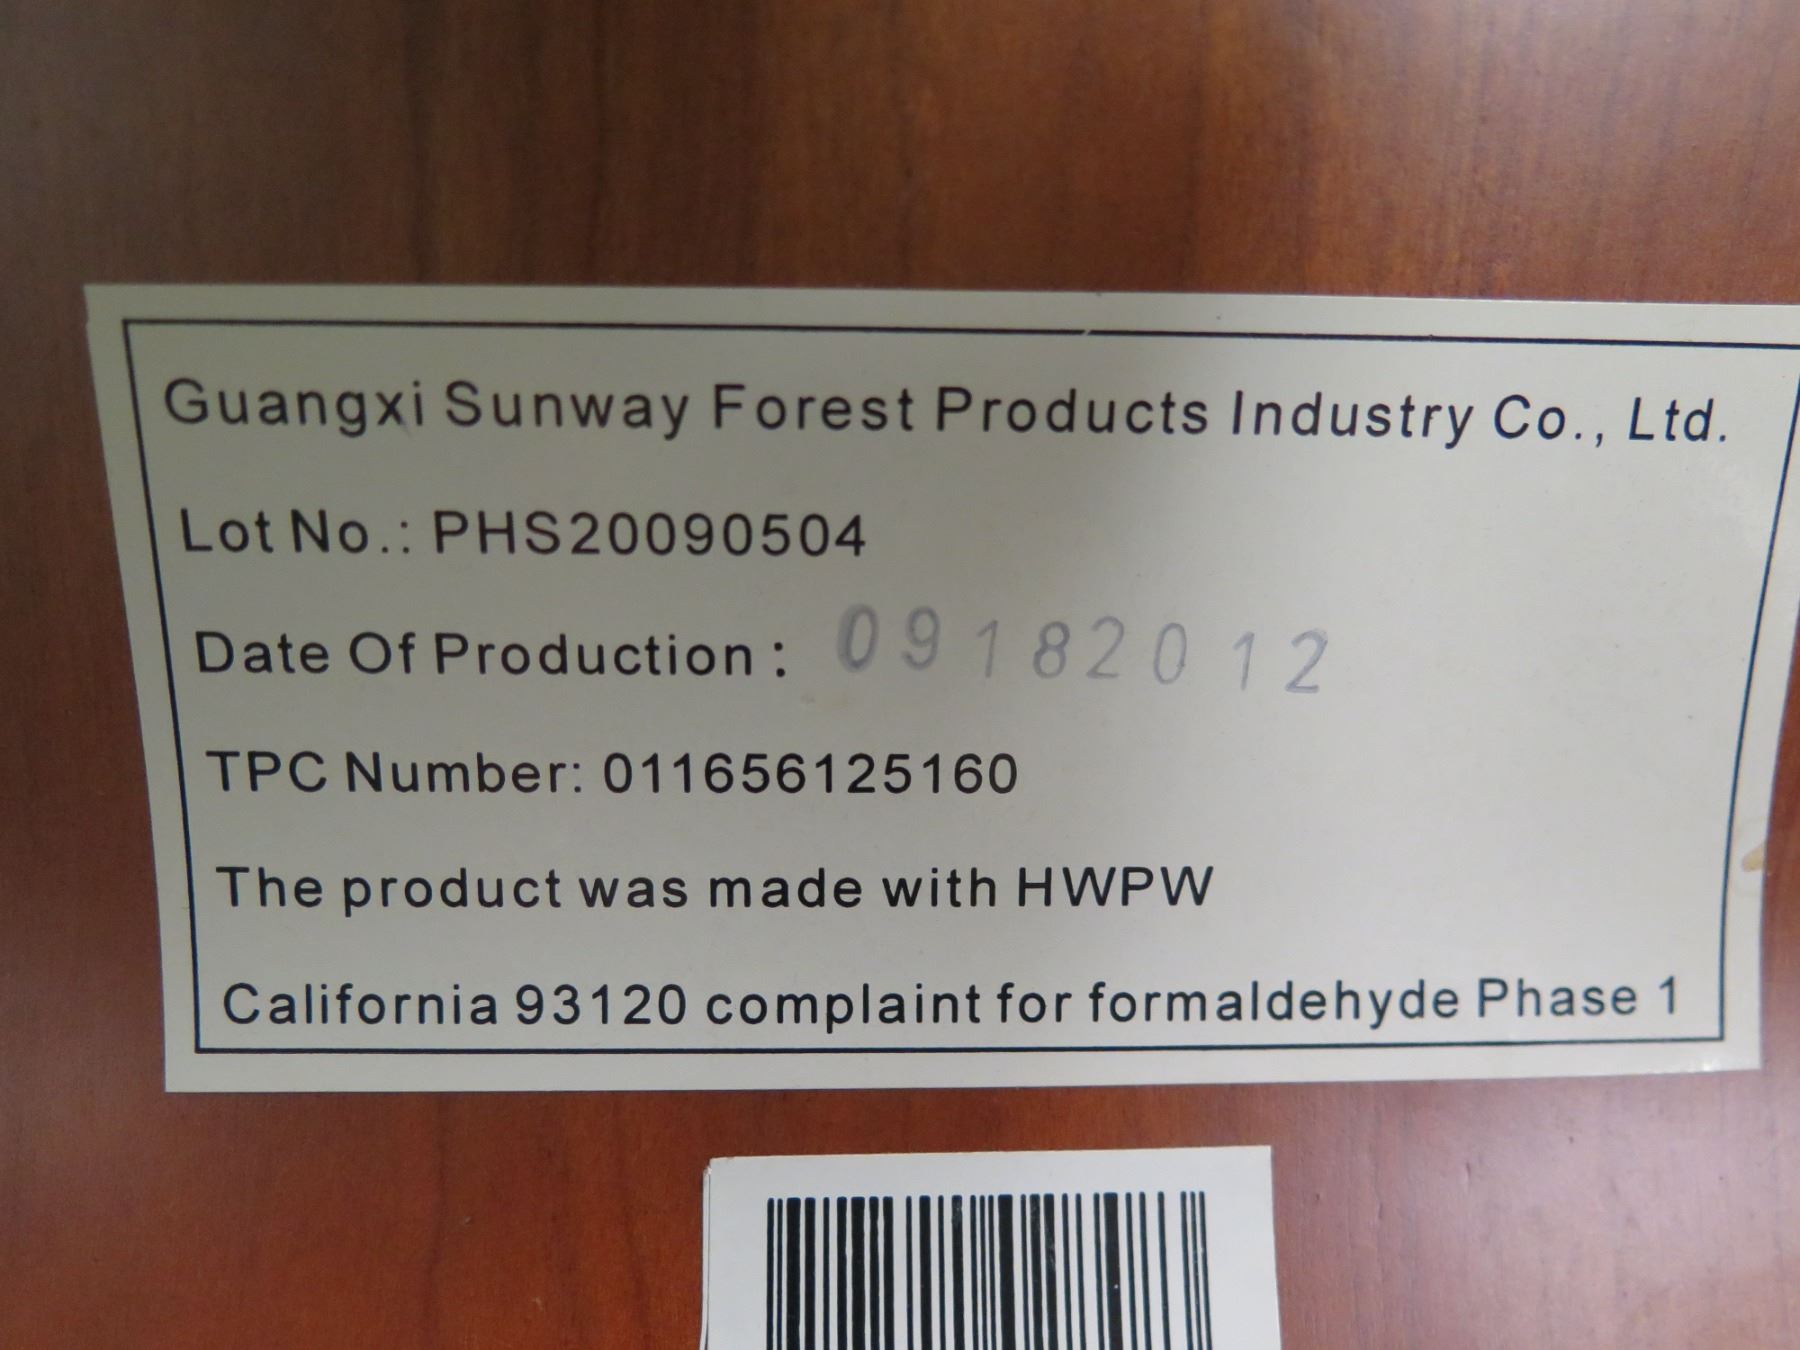 Guangxi Sunway Forest Products Industry Co., Ltd.
Lot No.: PHS20090504
Date Of Production : 09182012
TPC Number: 011656125160
The product was made with HWPW
California 93120 complaint for formaldehyde Phase 1